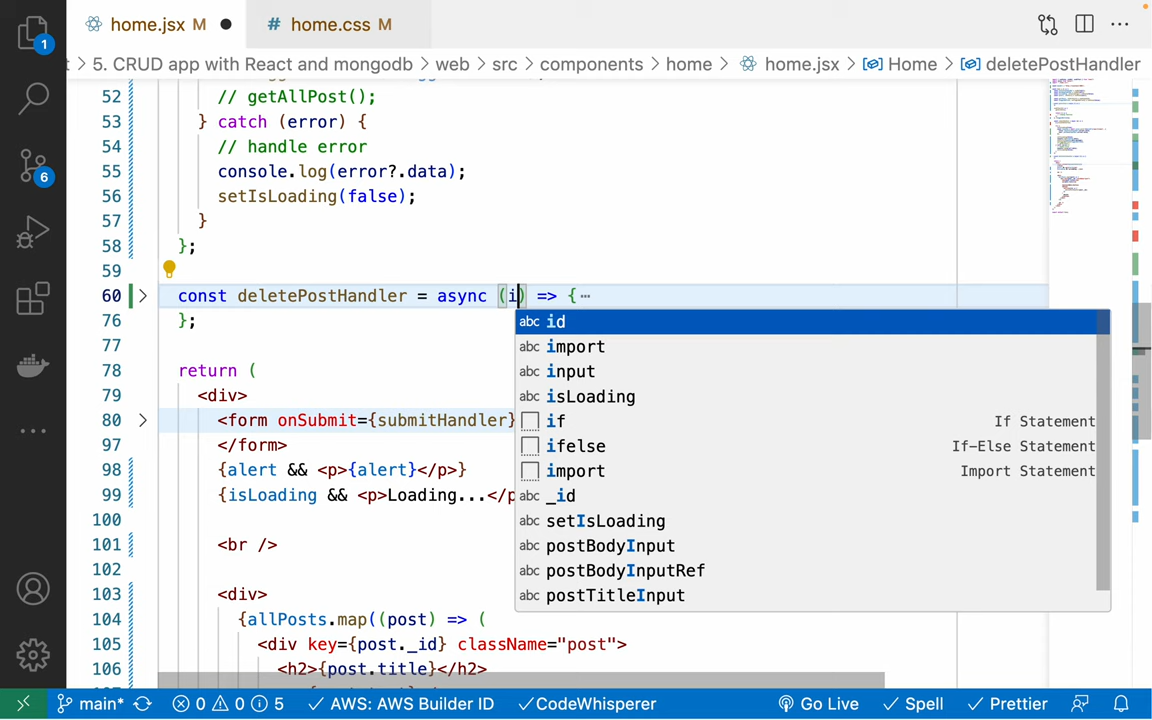 home.jsx M
# home.css M
5. CRUD app with React and mongodb > web > src > components > home > home.jsx > Home > deletePostHandler
52 // getAllPost();
53 } catch (error) {
54 // handle error
55 console.log(error?.data);
56 setIsLoading(false);
57 }
58 };
59
60 const deletePostHandler = async (i) => {⋯
76 };
77
78 return (
79 <div>
80 <form onSubmit={submitHandler}
97 </form>
98 {alert && <p>{alert}</p>}
99 {isLoading && <p>Loading...</p
100
101 <br />
102
103 <div>
104 {allPosts.map((post) => (
105 <div key={post._id} className="post">
106 <h2>{post.title}</h2>
abc id
abc import
abc input
abc isLoading
if If Statement
ifelse If-Else Statement
import Import Statement
abc _id
abc setIsLoading
abc postBodyInput
abc postBodyInputRef
abc postTitleInput
1
6
main* 0 0 5 AWS: AWS Builder ID CodeWhisperer Go Live Spell Prettier